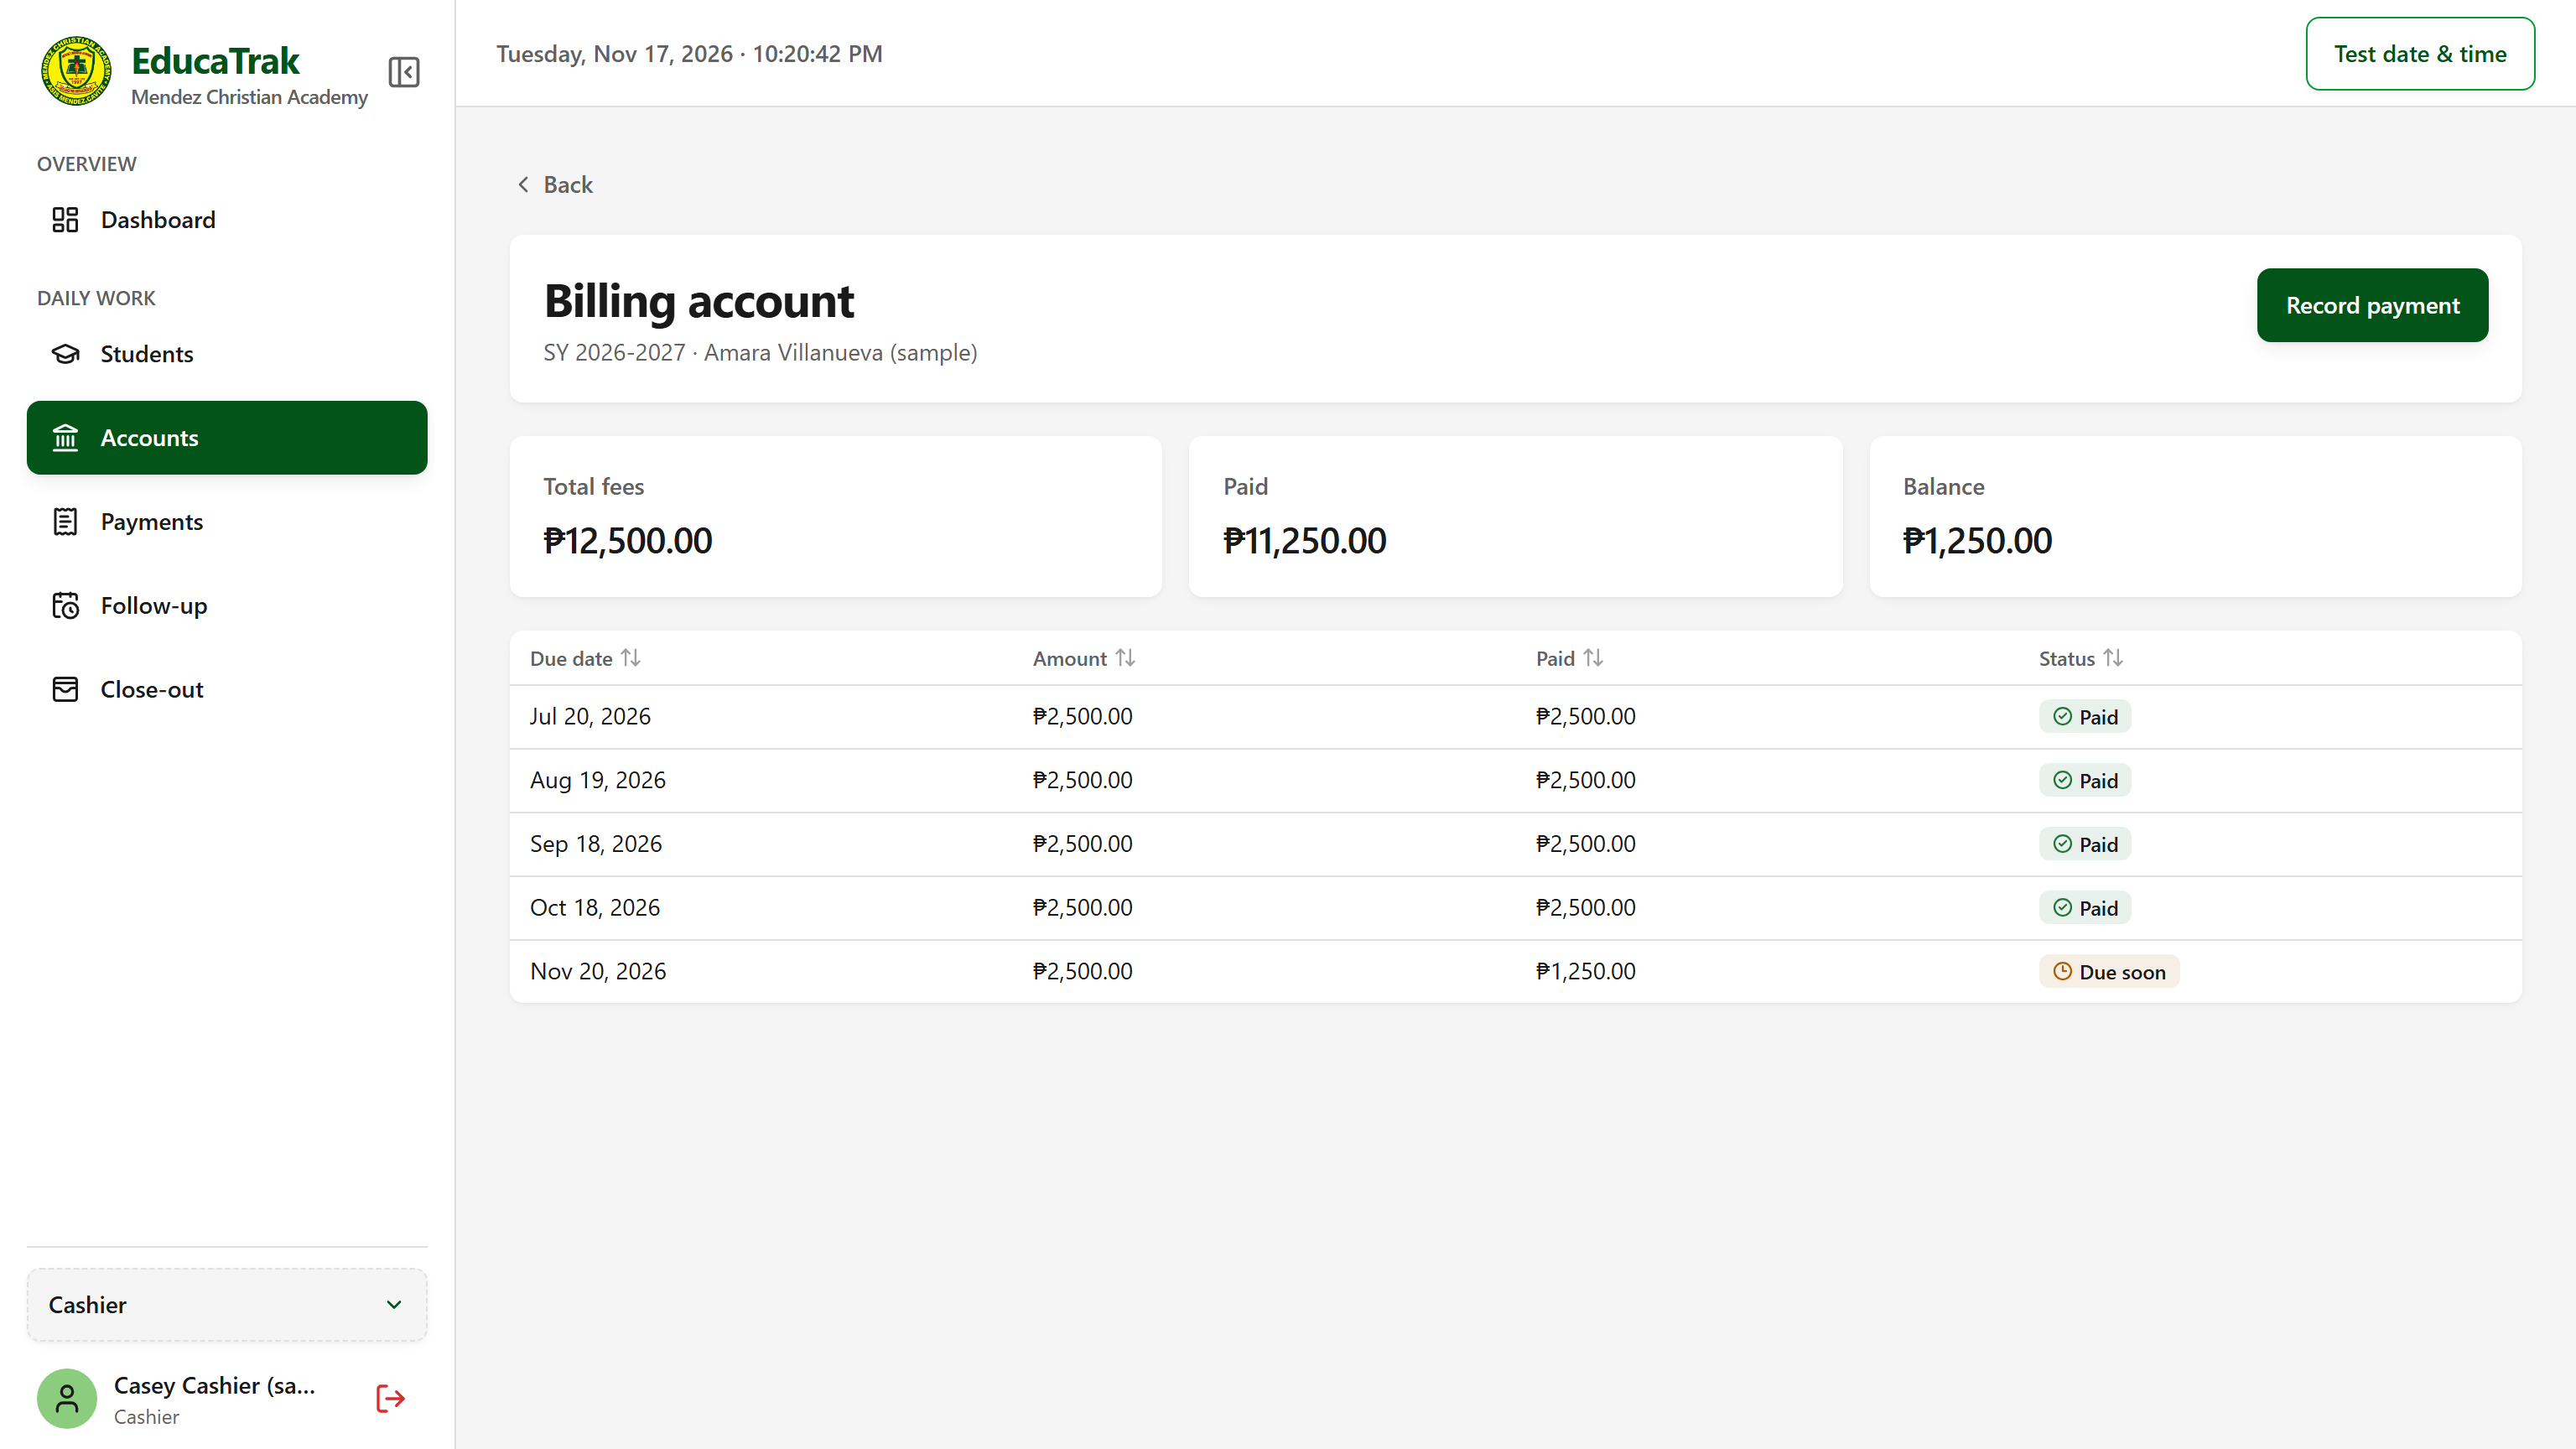 EducaTrak
Mendez Christian Academy
OVERVIEW
Dashboard
DAILY WORK
Students
Accounts
Payments
Follow-up
Close-out
Cashier
Casey Cashier (sa...
Cashier
Tuesday, Nov 17, 2026 · 10:20:42 PM
Test date & time
Back
Billing account
SY 2026-2027 · Amara Villanueva (sample)
Record payment
Total fees
₱12,500.00
Paid
₱11,250.00
Balance
₱1,250.00
Due date Amount Paid Status
Jul 20, 2026 ₱2,500.00 ₱2,500.00 Paid
Aug 19, 2026 ₱2,500.00 ₱2,500.00 Paid
Sep 18, 2026 ₱2,500.00 ₱2,500.00 Paid
Oct 18, 2026 ₱2,500.00 ₱2,500.00 Paid
Nov 20, 2026 ₱2,500.00 ₱1,250.00 Due soon